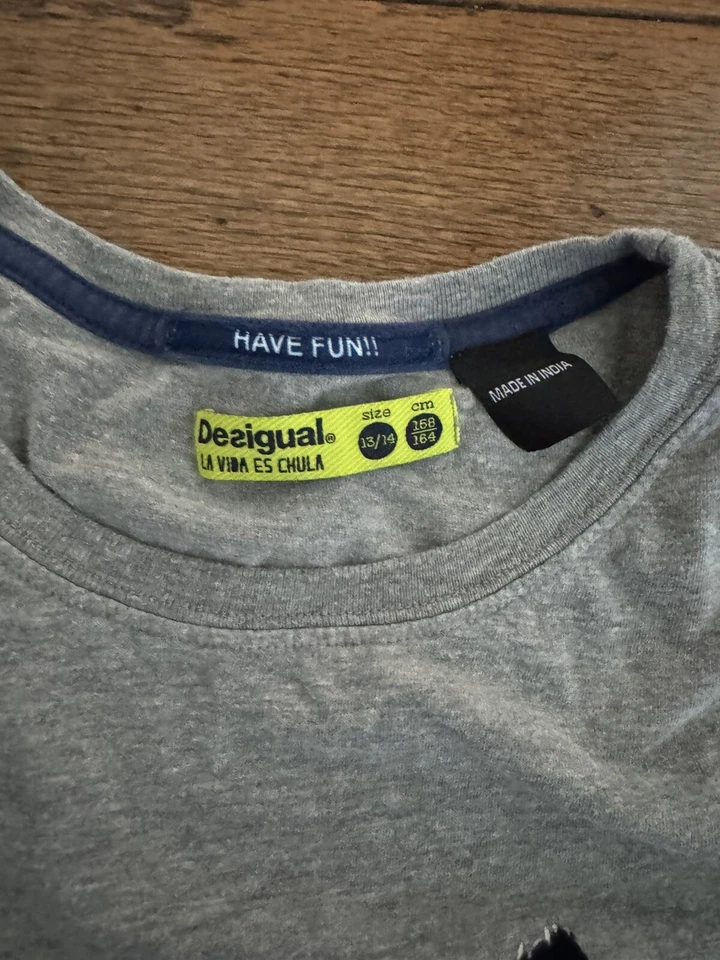 HAVE FUN!!
Desigual®
LA VIDA ES CHULA
size
13/14
cm
158
164
MADE IN INDIA